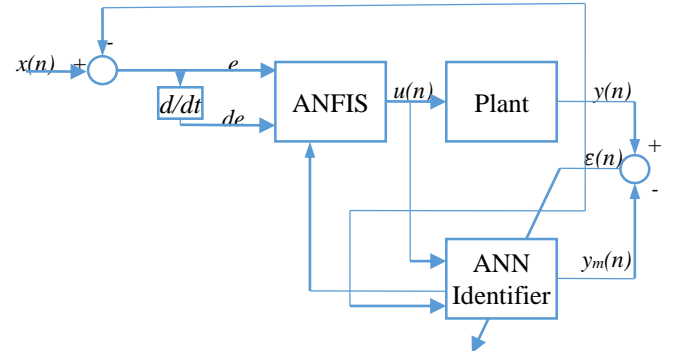 -
x(n) +
e
d/dt
de
ANFIS
u(n)
Plant
y(n)
+
ε(n)
-
ANN
Identifier
yₘ(n)